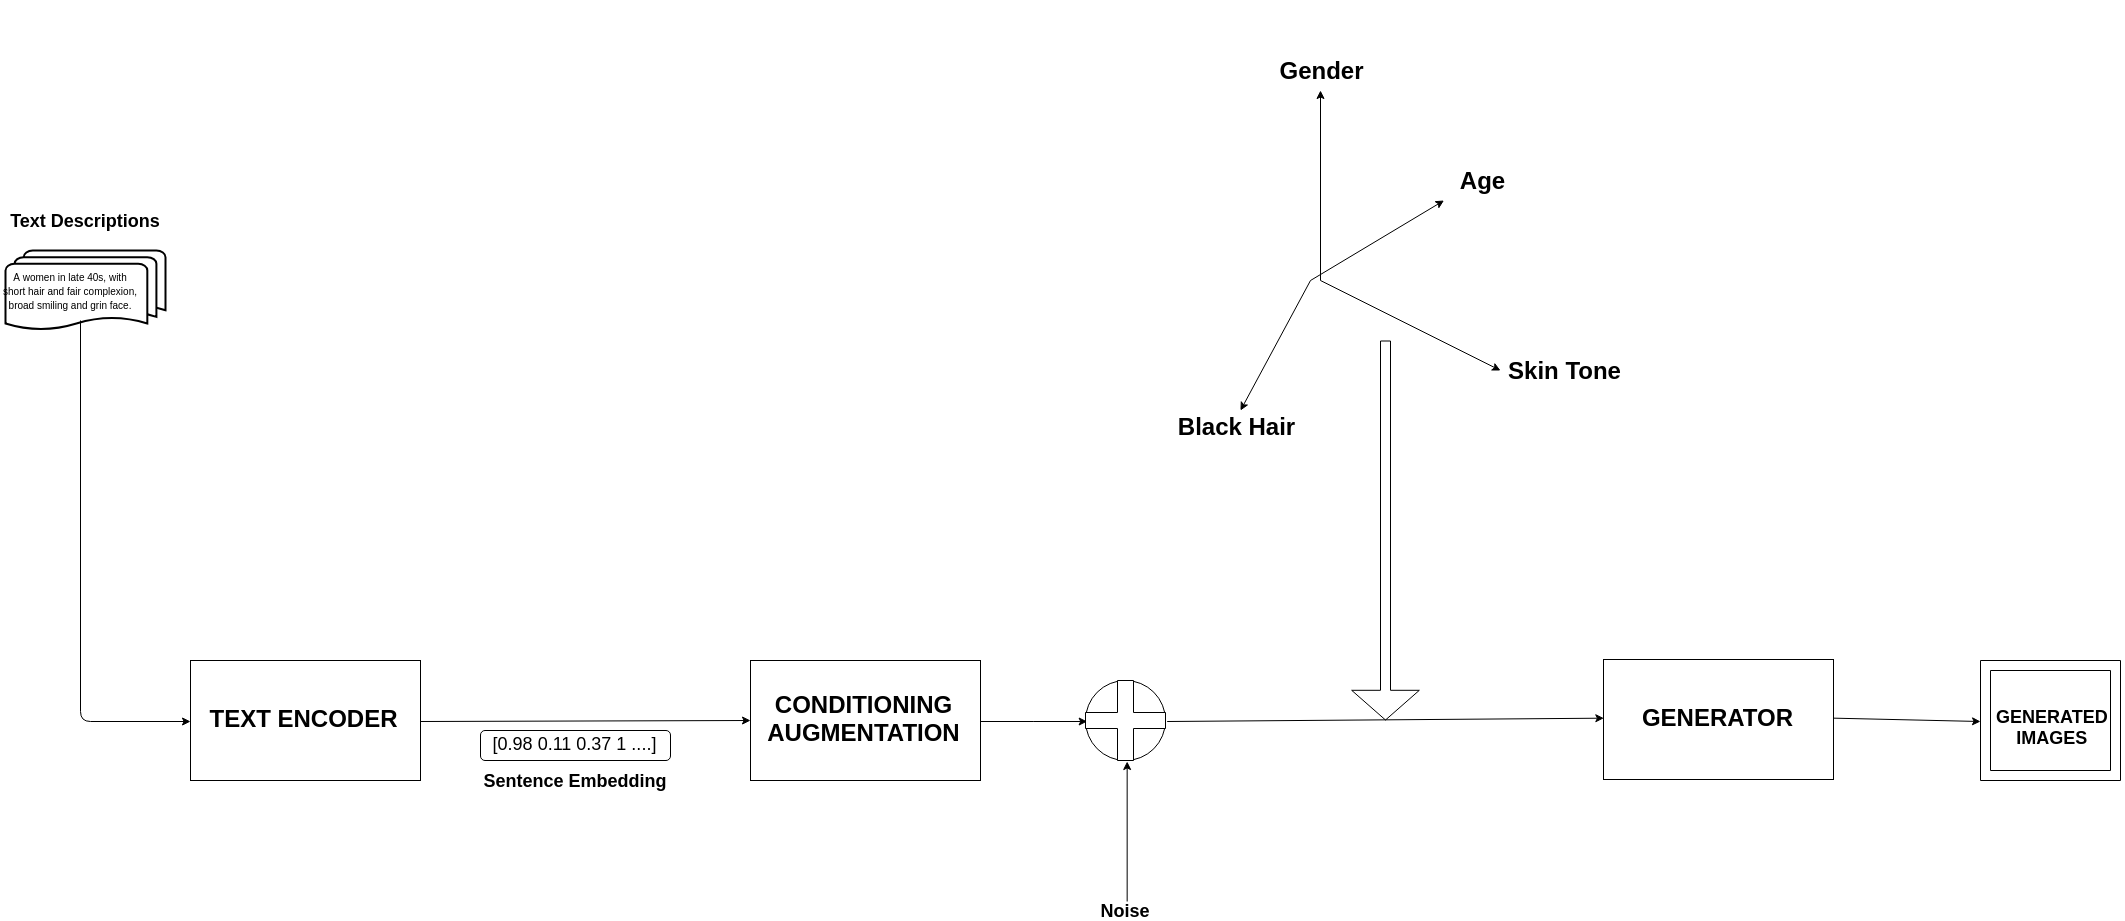 Gender
Age
Text Descriptions
A women in late 40s, with
short hair and fair complexion,
broad smiling and grin face.
Skin Tone
Black Hair
TEXT ENCODER
[0.98 0.11 0.37 1 ....]
Sentence Embedding
CONDITIONING
AUGMENTATION
GENERATOR
GENERATED
IMAGES
Noise